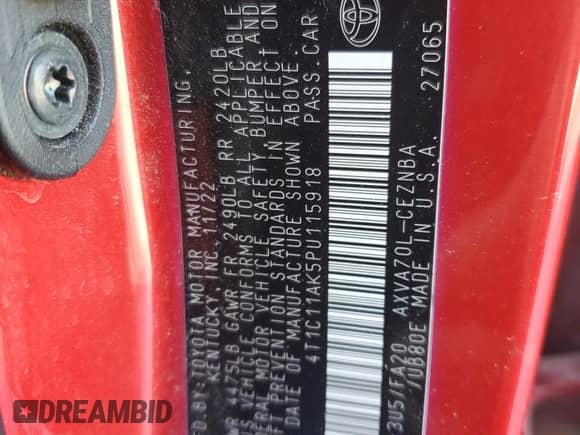 MFD.BY:TOYOTA MOTOR MANUFACTURING,
KENTUCKY, INC. 11/22
GVWR 4475LB GAWR FR 2490LB RR 2420LB
THIS VEHICLE CONFORMS TO ALL APPLICABLE
FEDERAL MOTOR VEHICLE SAFETY, BUMPER AND
THEFT PREVENTION STANDARDS IN EFFECT ON
DATE OF MANUFACTURE SHOWN ABOVE.
4T1C11AK5PU115918 PASS.CAR
3U5/FA20 AXVA70L-CEZNBA
/UB80E MADE IN U.S.A. 27065
DREAMBID